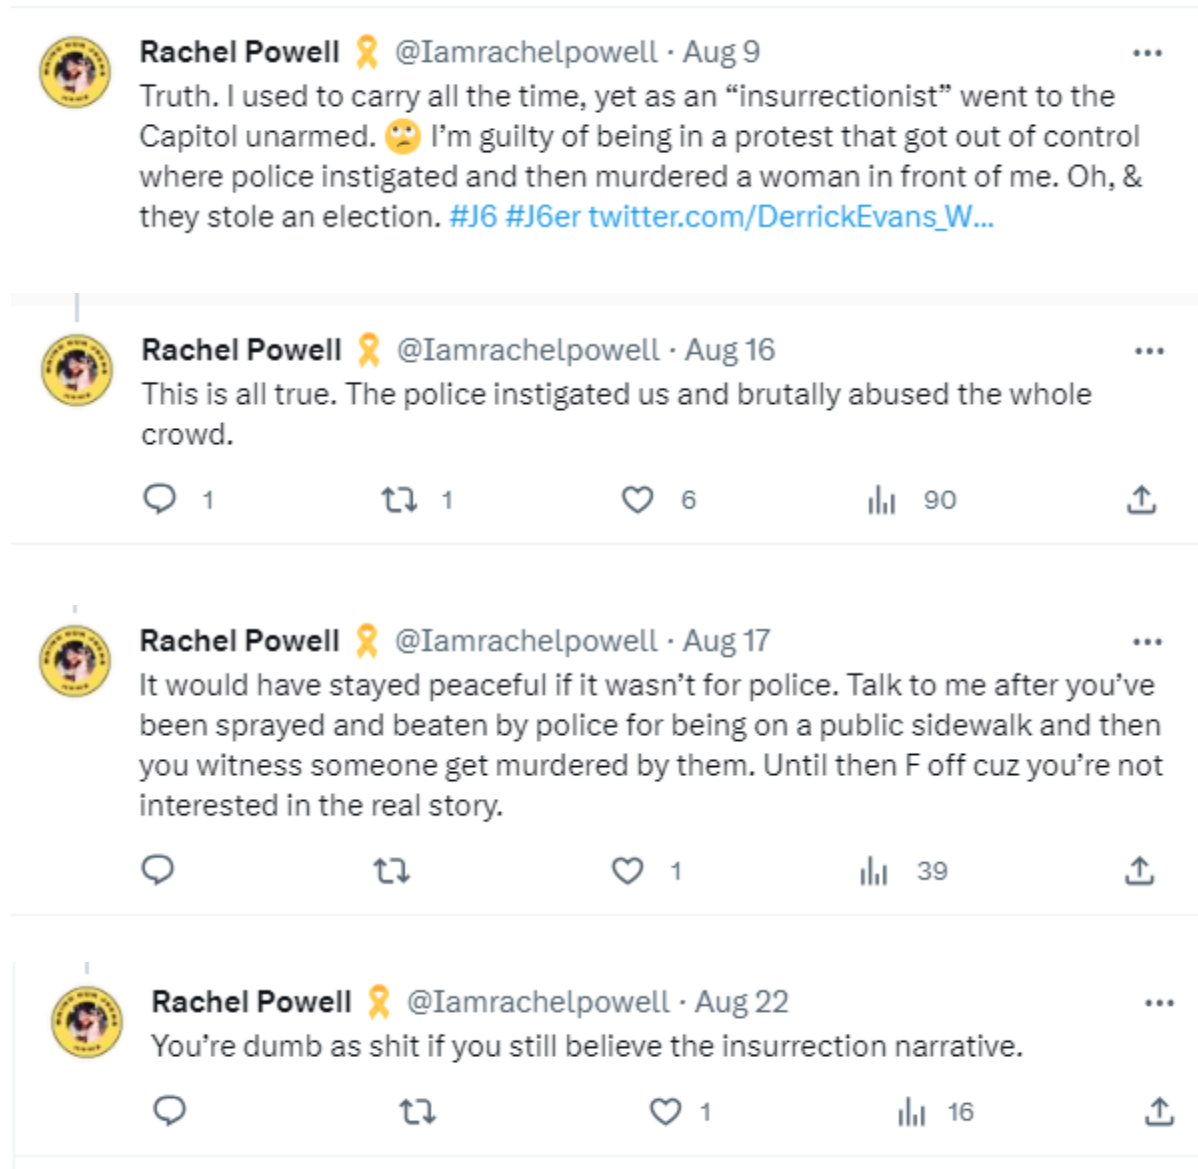 Rachel Powell 🎗 @Iamrachelpowell · Aug 9
Truth. I used to carry all the time, yet as an “insurrectionist” went to the
Capitol unarmed. 🙄 I’m guilty of being in a protest that got out of control
where police instigated and then murdered a woman in front of me. Oh, &
they stole an election. #J6 #J6er twitter.com/DerrickEvans_W...
Rachel Powell 🎗 @Iamrachelpowell · Aug 16
This is all true. The police instigated us and brutally abused the whole
crowd.
1 1 6 90
Rachel Powell 🎗 @Iamrachelpowell · Aug 17
It would have stayed peaceful if it wasn’t for police. Talk to me after you’ve
been sprayed and beaten by police for being on a public sidewalk and then
you witness someone get murdered by them. Until then F off cuz you’re not
interested in the real story.
1 39
Rachel Powell 🎗 @Iamrachelpowell · Aug 22
You’re dumb as shit if you still believe the insurrection narrative.
1 16